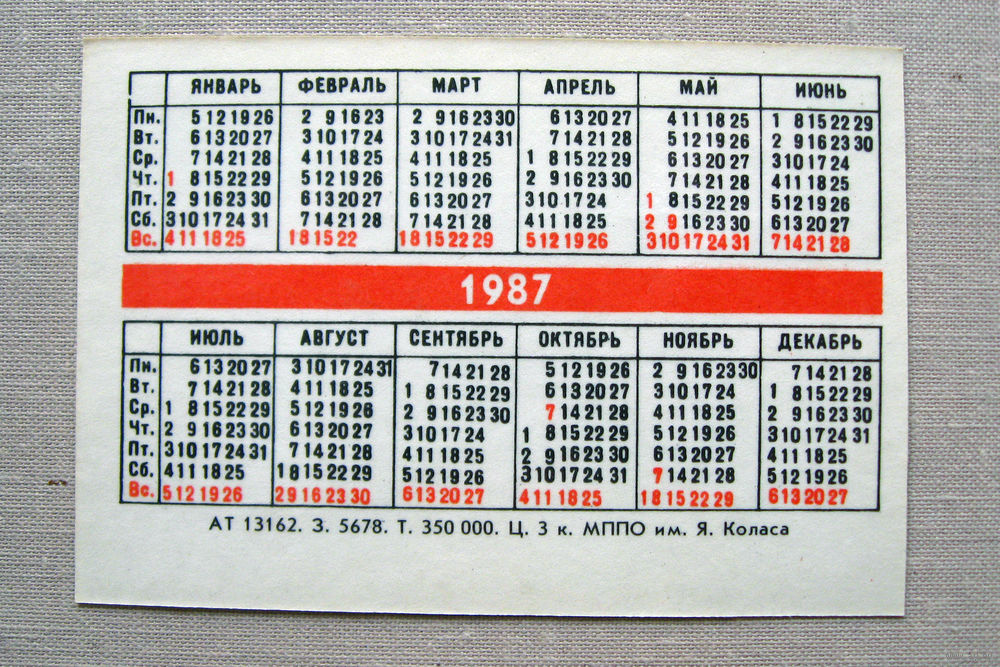 ЯНВАРЬ ФЕВРАЛЬ МАРТ АПРЕЛЬ МАЙ ИЮНЬ
Пн. 5 12 19 26 2 9 16 23 2 9 16 23 30 6 13 20 27 4 11 18 25 1 8 15 22 29
Вт. 6 13 20 27 3 10 17 24 3 10 17 24 31 7 14 21 28 5 12 19 26 2 9 16 23 30
Ср. 7 14 21 28 4 11 18 25 4 11 18 25 1 8 15 22 29 6 13 20 27 3 10 17 24
Чт. 1 8 15 22 29 5 12 19 26 5 12 19 26 2 9 16 23 30 7 14 21 28 4 11 18 25
Пт. 2 9 16 23 30 6 13 20 27 6 13 20 27 3 10 17 24 1 8 15 22 29 5 12 19 26
Сб. 3 10 17 24 31 7 14 21 28 7 14 21 28 4 11 18 25 2 9 16 23 30 6 13 20 27
Вс. 4 11 18 25 1 8 15 22 1 8 15 22 29 5 12 19 26 3 10 17 24 31 7 14 21 28
1987
ИЮЛЬ АВГУСТ СЕНТЯБРЬ ОКТЯБРЬ НОЯБРЬ ДЕКАБРЬ
Пн. 6 13 20 27 3 10 17 24 31 7 14 21 28 5 12 19 26 2 9 16 23 30 7 14 21 28
Вт. 7 14 21 28 4 11 18 25 1 8 15 22 29 6 13 20 27 3 10 17 24 1 8 15 22 29
Ср. 1 8 15 22 29 5 12 19 26 2 9 16 23 30 7 14 21 28 4 11 18 25 2 9 16 23 30
Чт. 2 9 16 23 30 6 13 20 27 3 10 17 24 1 8 15 22 29 5 12 19 26 3 10 17 24 31
Пт. 3 10 17 24 31 7 14 21 28 4 11 18 25 2 9 16 23 30 6 13 20 27 4 11 18 25
Сб. 4 11 18 25 1 8 15 22 29 5 12 19 26 3 10 17 24 31 7 14 21 28 5 12 19 26
Вс. 5 12 19 26 2 9 16 23 30 6 13 20 27 4 11 18 25 1 8 15 22 29 6 13 20 27
АТ 13162. З. 5678. Т. 350 000. Ц. 3 к. МППО им. Я. Коласа